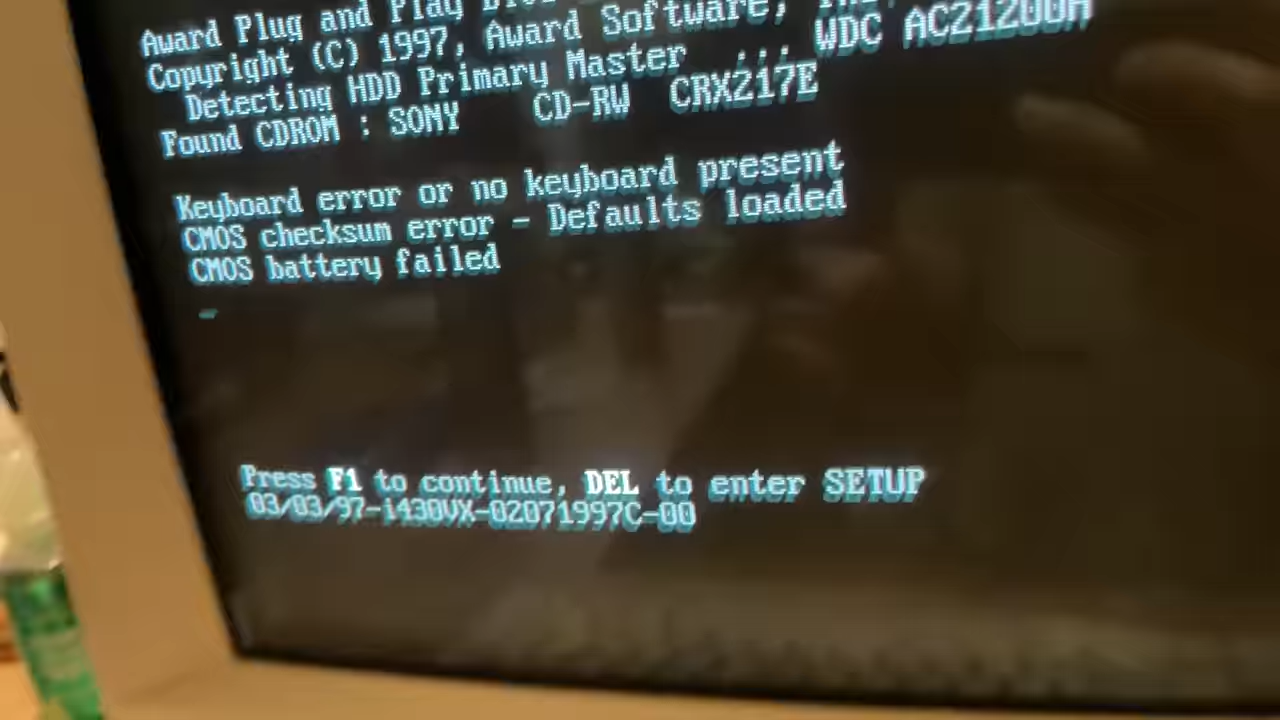 Award Plug and Play
Copyright (C) 1997, Award Software,
Detecting HDD Primary Master ... WDC AC21200H
Found CDROM : SONY CD-RW CRX217E
Keyboard error or no keyboard present
CMOS checksum error - Defaults loaded
CMOS battery failed
Press F1 to continue, DEL to enter SETUP
03/03/97-i430VX-02071997C-00